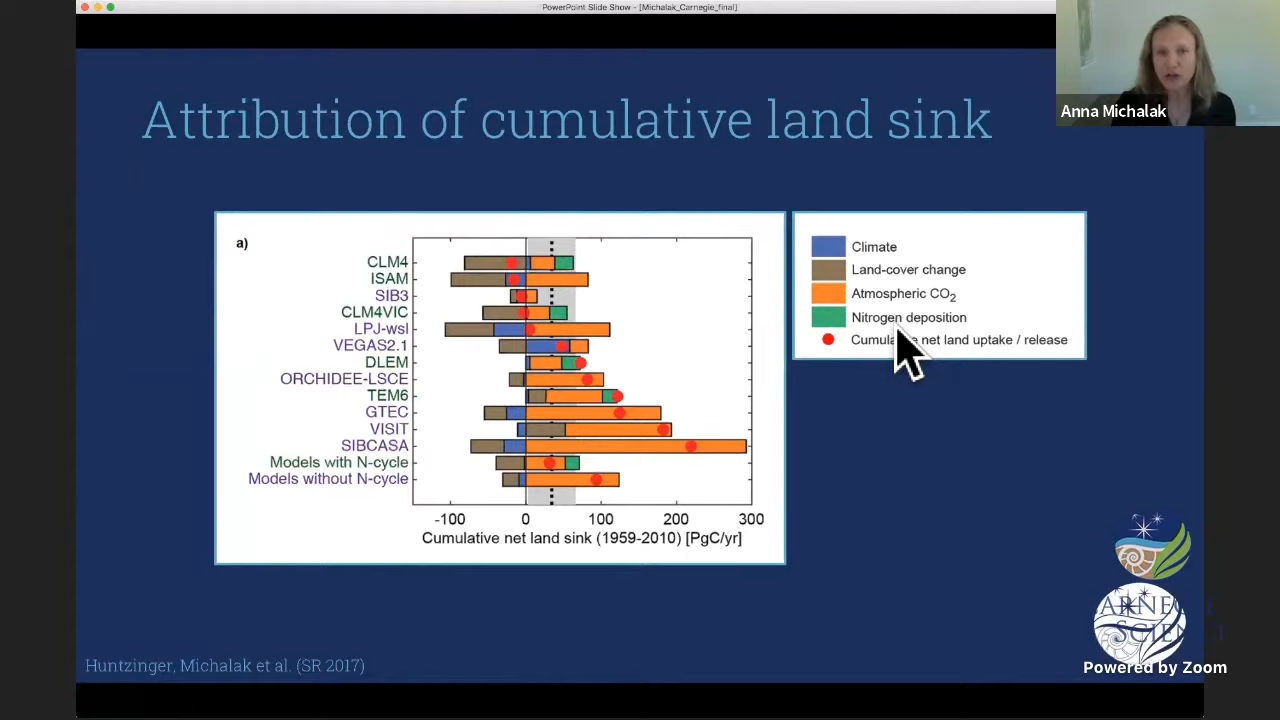 PowerPoint Slide Show - [Michalak_Carnegie_final]
Anna Michalak
Attribution of cumulative land sink
a)
CLM4
ISAM
SIB3
CLM4VIC
LPJ-wsl
VEGAS2.1
DLEM
ORCHIDEE-LSCE
TEM6
GTEC
VISIT
SIBCASA
Models with N-cycle
Models without N-cycle
-100 0 100 200 300
Cumulative net land sink (1959-2010) [PgC/yr]
Climate
Land-cover change
Atmospheric CO2
Nitrogen deposition
net land uptake / release
Huntzinger, Michalak et al. (SR 2017)
Powered by Zoom